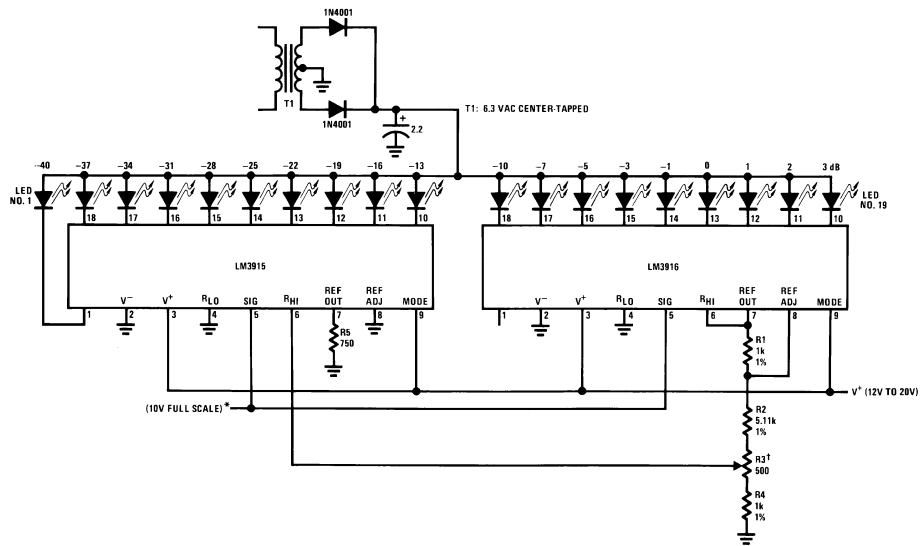 1N4001
T1
1N4001
+
2.2
T1: 6.3 VAC CENTER-TAPPED
−40 −37 −34 −31 −28 −25 −22 −19 −16 −13 −10 −7 −5 −3 −1 0 1 2 3 dB
LED
NO. 1
LED
NO. 19
18 17 16 15 14 13 12 11 10
18 17 16 15 14 13 12 11 10
LM3915
LM3916
V− V+ RLO SIG RHI REF OUT REF ADJ MODE
1 2 3 4 5 6 7 8 9
V− V+ RLO SIG RHI REF OUT REF ADJ MODE
1 2 3 4 5 6 7 8 9
R5
750
R1
1k
1%
V+ (12V TO 20V)
(10V FULL SCALE)*
R2
5.11k
1%
R3†
500
R4
1k
1%